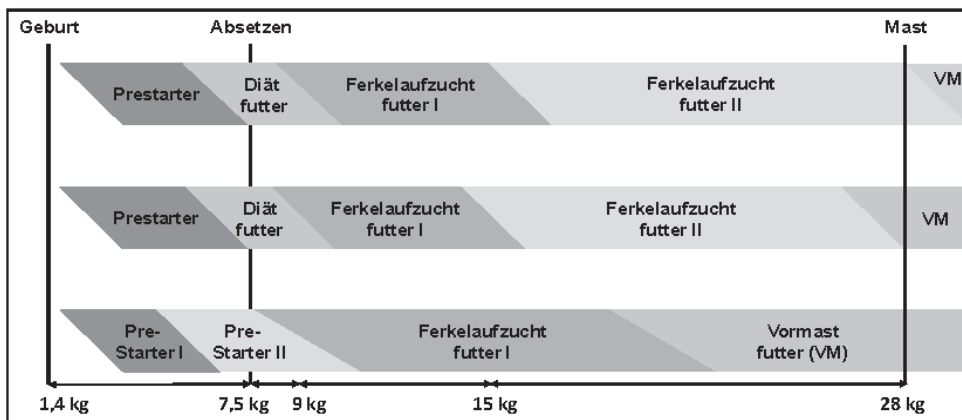 Geburt
Absetzen
Mast
Prestarter
Diät
futter
Ferkelaufzucht
futter I
Ferkelaufzucht
futter II
VM
Prestarter
Diät
futter
Ferkelaufzucht
futter I
Ferkelaufzucht
futter II
VM
Pre-
Starter I
Pre-
Starter II
Ferkelaufzucht
futter I
Vormast
futter (VM)
1,4 kg
7,5 kg
9 kg
15 kg
28 kg